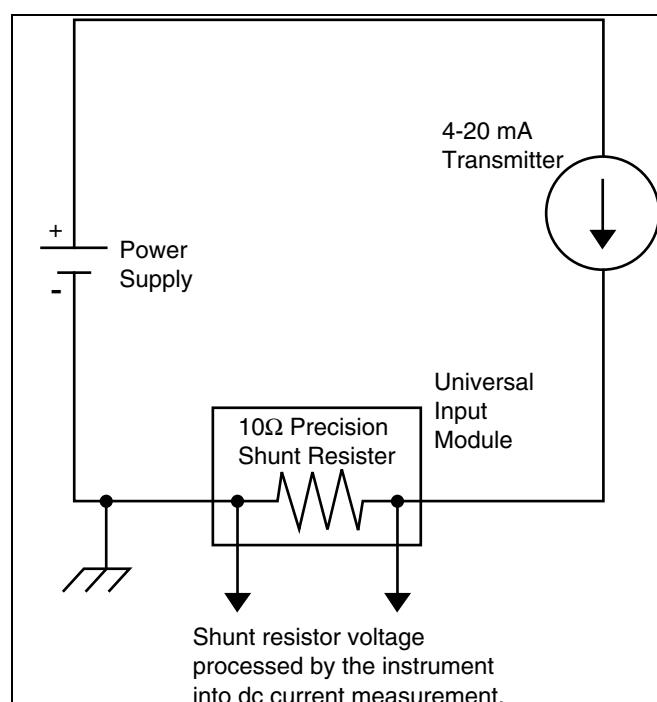 4-20 mA
Transmitter
+
Power
Supply
-
Universal
Input
Module
10Ω Precision
Shunt Resister
Shunt resistor voltage
processed by the instrument
into dc current measurement.